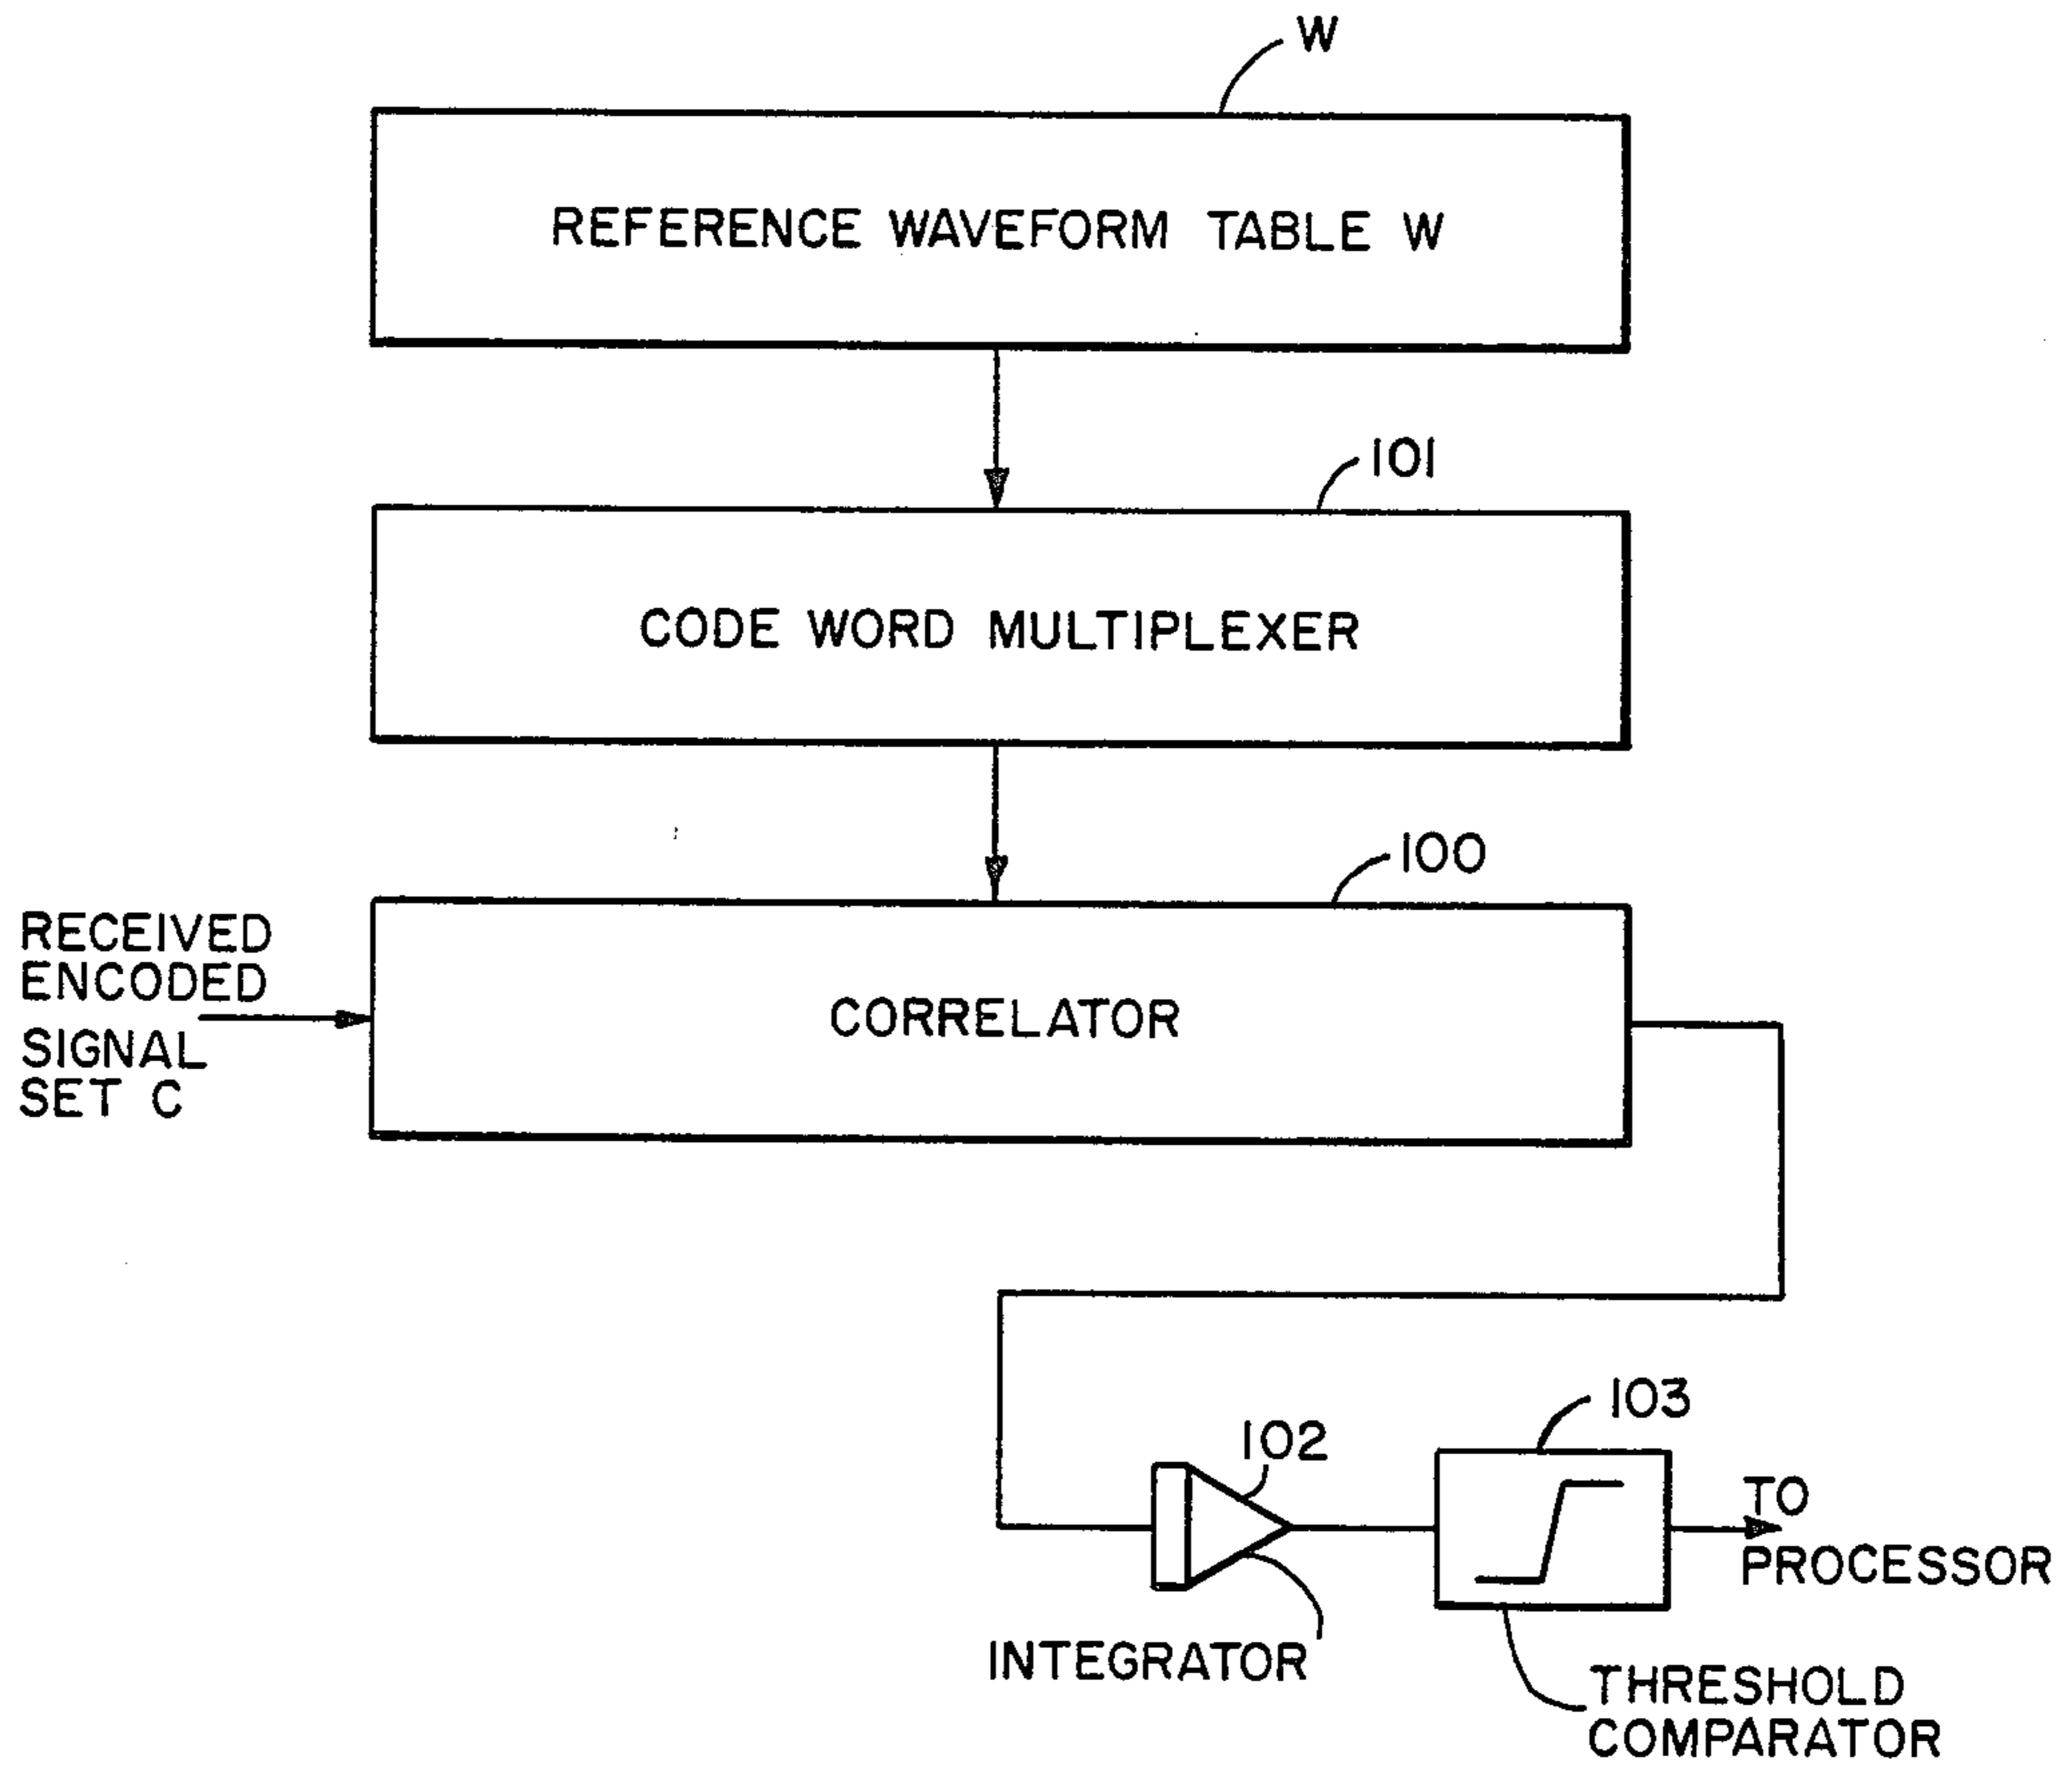 W
REFERENCE WAVEFORM TABLE W
101
CODE WORD MULTIPLEXER
100
RECEIVED
ENCODED
SIGNAL
SET C
CORRELATOR
103
102
TO
PROCESSOR
INTEGRATOR
THRESHOLD
COMPARATOR